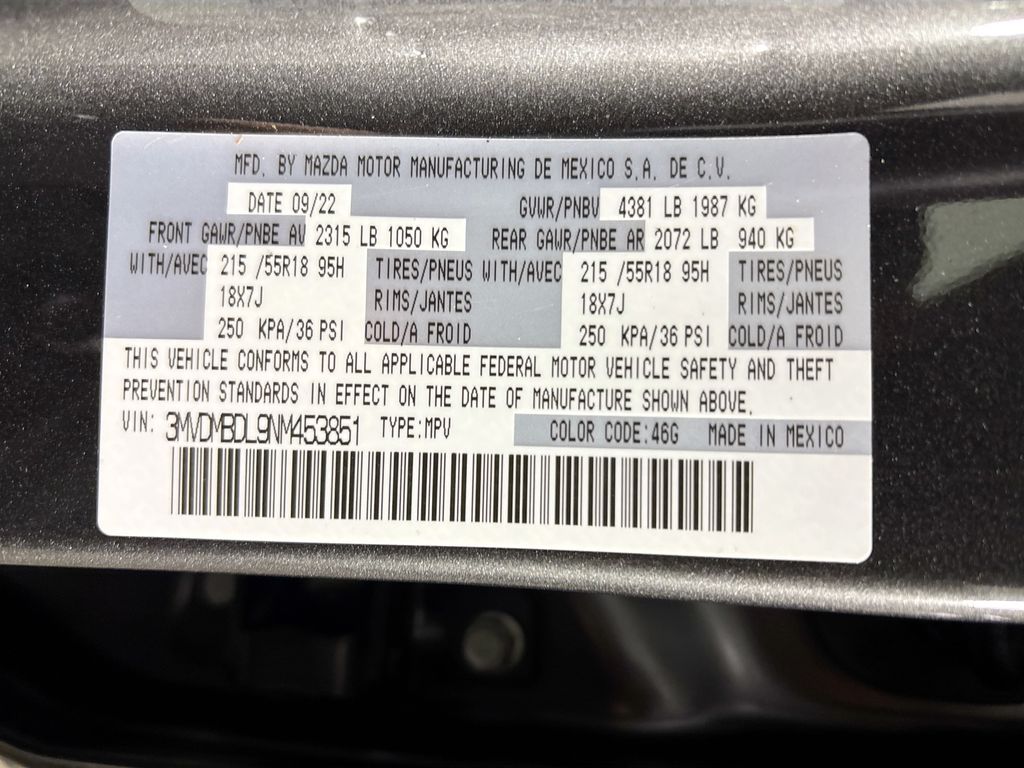 MFD. BY MAZDA MOTOR MANUFACTURING DE MEXICO S.A. DE C.V.
DATE 09/22 GVWR/PNBV 4381 LB 1987 KG
FRONT GAWR/PNBE AV 2315 LB 1050 KG REAR GAWR/PNBE AR 2072 LB 940 KG
WITH/AVEC 215 /55R18 95H TIRES/PNEUS WITH/AVEC 215 /55R18 95H TIRES/PNEUS
18X7J RIMS/JANTES 18X7J RIMS/JANTES
250 KPA/36 PSI COLD/A FROID 250 KPA/36 PSI COLD/A FROID
THIS VEHICLE CONFORMS TO ALL APPLICABLE FEDERAL MOTOR VEHICLE SAFETY AND THEFT
PREVENTION STANDARDS IN EFFECT ON THE DATE OF MANUFACTURE SHOWN ABOVE.
VIN: 3MVDMBDL9NM453851 TYPE:MPV COLOR CODE:46G MADE IN MEXICO